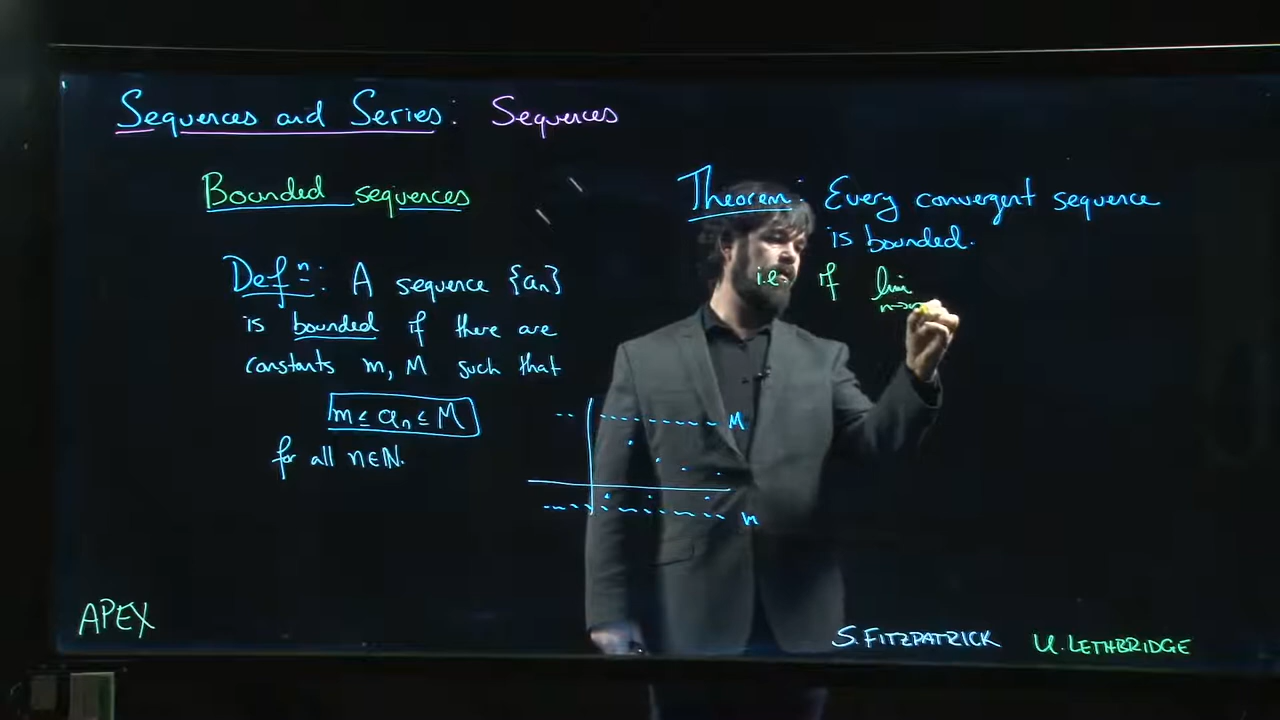 Sequences and Series: Sequences
Bounded sequences
Defⁿ: A sequence {aₙ}
is bounded if there are
constants m, M such that
m ≤ aₙ ≤ M
for all n∈ℕ.
M
m
Theorem: Every convergent sequence
is bounded.
i.e. if lim
n→∞
APEX
S. FITZPATRICK U. LETHBRIDGE